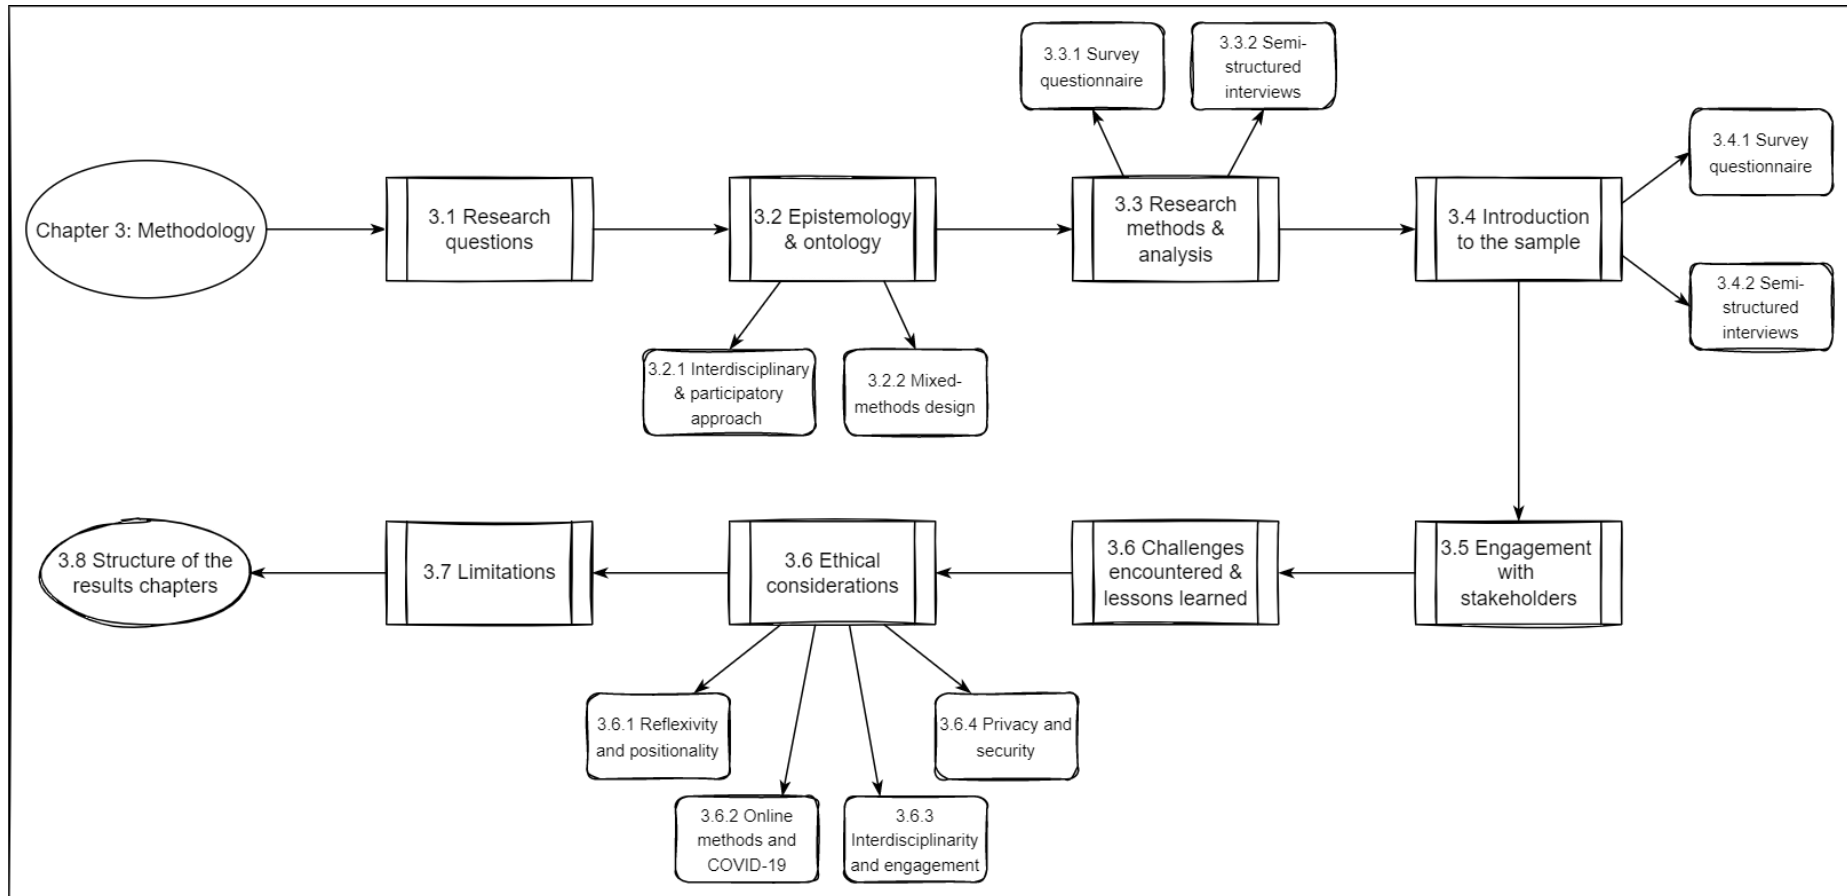 Chapter 3: Methodology
3.1 Research
questions
3.2 Epistemology
& ontology
3.2.1 Interdisciplinary
& participatory
approach
3.2.2 Mixed-
methods design
3.3 Research
methods &
analysis
3.3.1 Survey
questionnaire
3.3.2 Semi-
structured
interviews
3.4 Introduction
to the sample
3.4.1 Survey
questionnaire
3.4.2 Semi-
structured
interviews
3.5 Engagement
with
stakeholders
3.6 Challenges
encountered &
lessons learned
3.6 Ethical
considerations
3.6.1 Reflexivity
and positionality
3.6.2 Online
methods and
COVID-19
3.6.3
Interdisciplinarity
and engagement
3.6.4 Privacy and
security
3.7 Limitations
3.8 Structure of the
results chapters